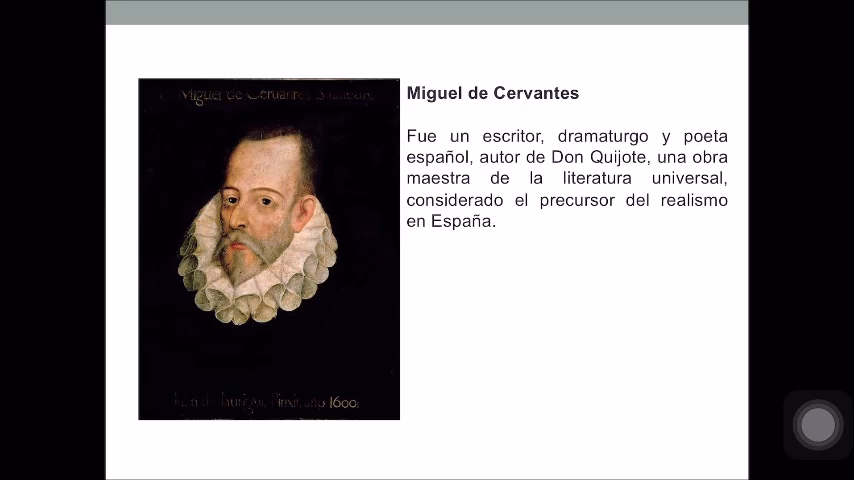 Miguel de Cervantes Saauedra
Miguel de Cervantes
Fue un escritor, dramaturgo y poeta
español, autor de Don Quijote, una obra
maestra de la literatura universal,
considerado el precursor del realismo
en España.
1600